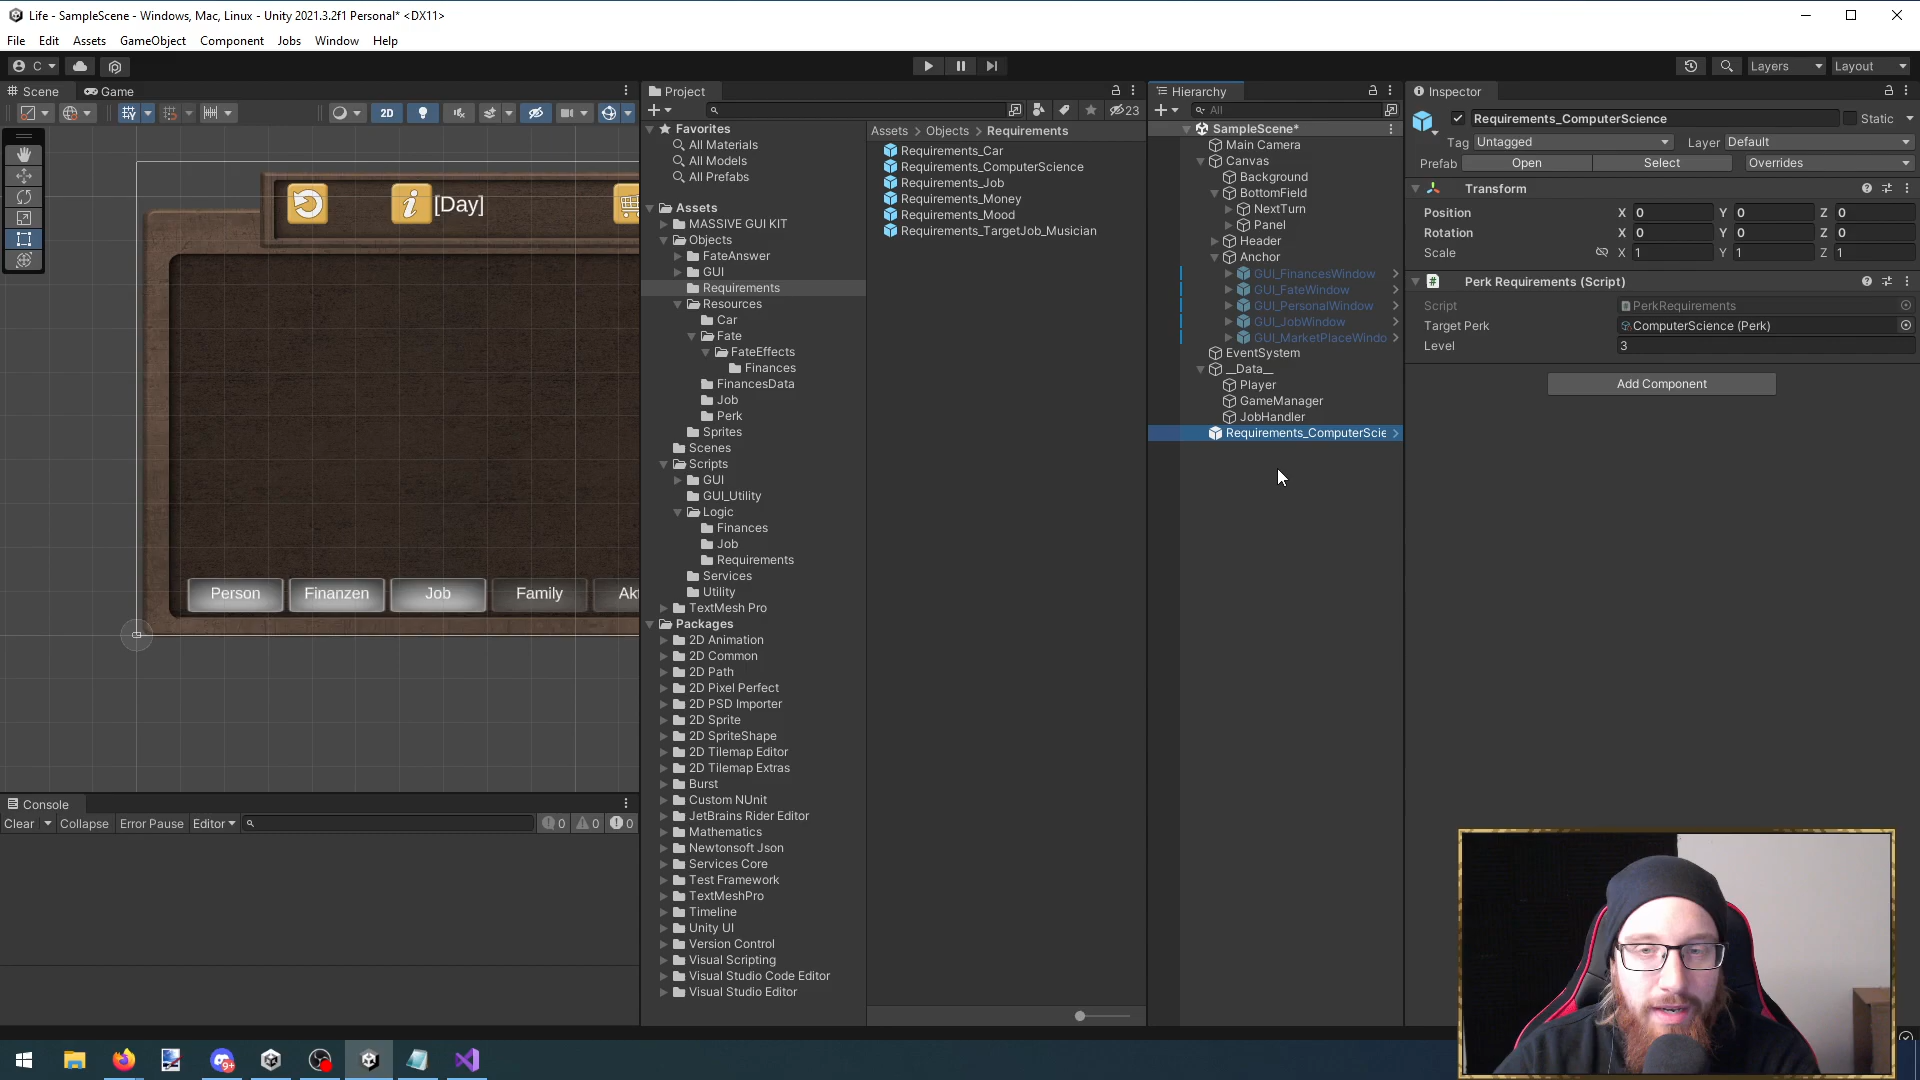 Life - SampleScene - Windows, Mac, Linux - Unity 2021.3.2f1 Personal* <DX11>
File Edit Assets GameObject Component Jobs Window Help
C
Layers Layout
Scene Game
2D
[Day]
Person Finanzen Job Family Ak
Console
Clear Collapse Error Pause Editor
0 0 0
Project
23
Favorites
All Materials
All Models
All Prefabs
Assets
MASSIVE GUI KIT
Objects
FateAnswer
GUI
Requirements
Resources
Car
Fate
FateEffects
Finances
FinancesData
Job
Perk
Sprites
Scenes
Scripts
GUI
GUI_Utility
Logic
Finances
Job
Requirements
Services
Utility
TextMesh Pro
Packages
2D Animation
2D Common
2D Path
2D Pixel Perfect
2D PSD Importer
2D Sprite
2D SpriteShape
2D Tilemap Editor
2D Tilemap Extras
Burst
Custom NUnit
JetBrains Rider Editor
Mathematics
Newtonsoft Json
Services Core
Test Framework
TextMeshPro
Timeline
Unity UI
Version Control
Visual Scripting
Visual Studio Code Editor
Visual Studio Editor
Assets > Objects > Requirements
Requirements_Car
Requirements_ComputerScience
Requirements_Job
Requirements_Money
Requirements_Mood
Requirements_TargetJob_Musician
Hierarchy
All
SampleScene*
Main Camera
Canvas
Background
BottomField
NextTurn
Panel
Header
Anchor
GUI_FinancesWindow
GUI_FateWindow
GUI_PersonalWindow
GUI_JobWindow
GUI_MarketPlaceWindo
EventSystem
__Data__
Player
GameManager
JobHandler
Requirements_ComputerScie
Inspector
Requirements_ComputerScience Static
Tag Untagged Layer Default
Prefab Open Select Overrides
Transform
Position X 0 Y 0 Z 0
Rotation X 0 Y 0 Z 0
Scale X 1 Y 1 Z 1
# Perk Requirements (Script)
Script PerkRequirements
Target Perk ComputerScience (Perk)
Level 3
Add Component
9+